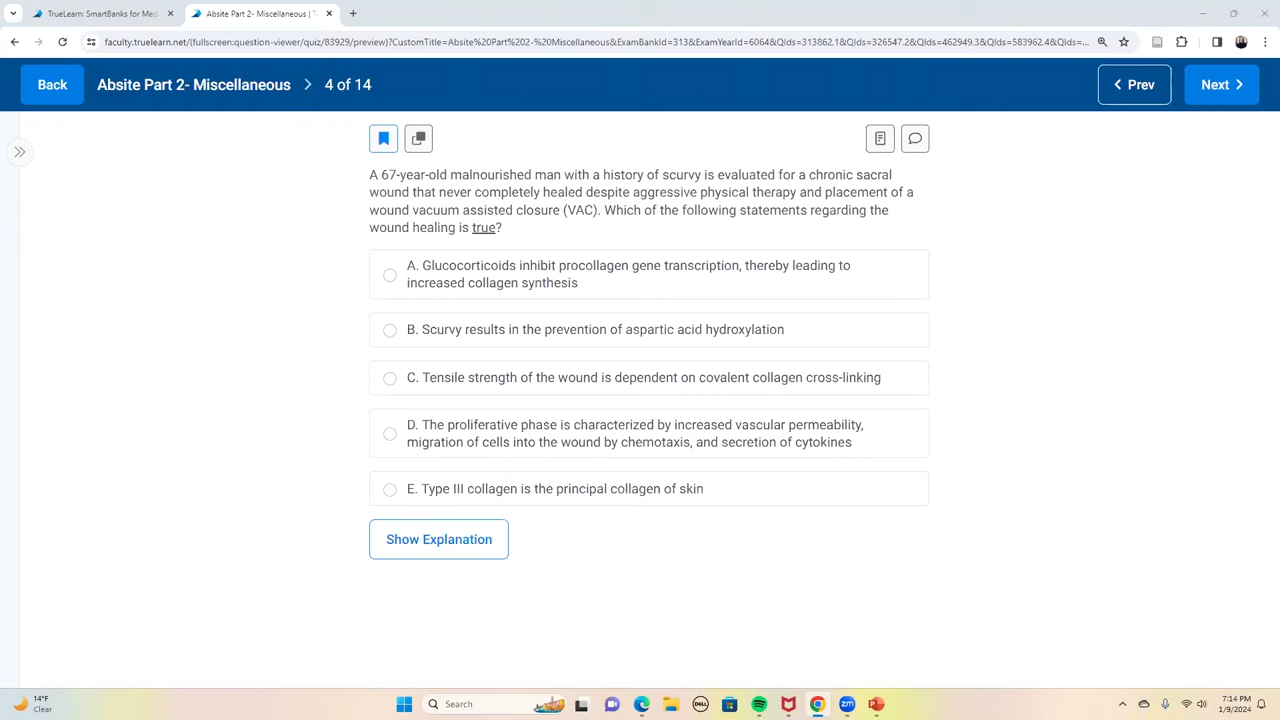 TrueLearn: SmartBanks for Med
Absite Part 2- Miscellaneous | T
faculty.truelearn.net/(fullscreen:question-viewer/quiz/83929/preview)?CustomTitle=Absite%20Part%202-%20Miscellaneous&ExamBankId=313&ExamYearId=6064&QIds=313862.1&QIds=326547.2&QIds=462949.3&QIds=583962.4&QIds=...
Back
Absite Part 2- Miscellaneous
4 of 14
Prev
Next
A 67-year-old malnourished man with a history of scurvy is evaluated for a chronic sacral
wound that never completely healed despite aggressive physical therapy and placement of a
wound vacuum assisted closure (VAC). Which of the following statements regarding the
wound healing is true?
A. Glucocorticoids inhibit procollagen gene transcription, thereby leading to
increased collagen synthesis
B. Scurvy results in the prevention of aspartic acid hydroxylation
C. Tensile strength of the wound is dependent on covalent collagen cross-linking
D. The proliferative phase is characterized by increased vascular permeability,
migration of cells into the wound by chemotaxis, and secretion of cytokines
E. Type III collagen is the principal collagen of skin
Show Explanation
14°F
Clear
Search
DELL
zm
7:14 PM
1/9/2024